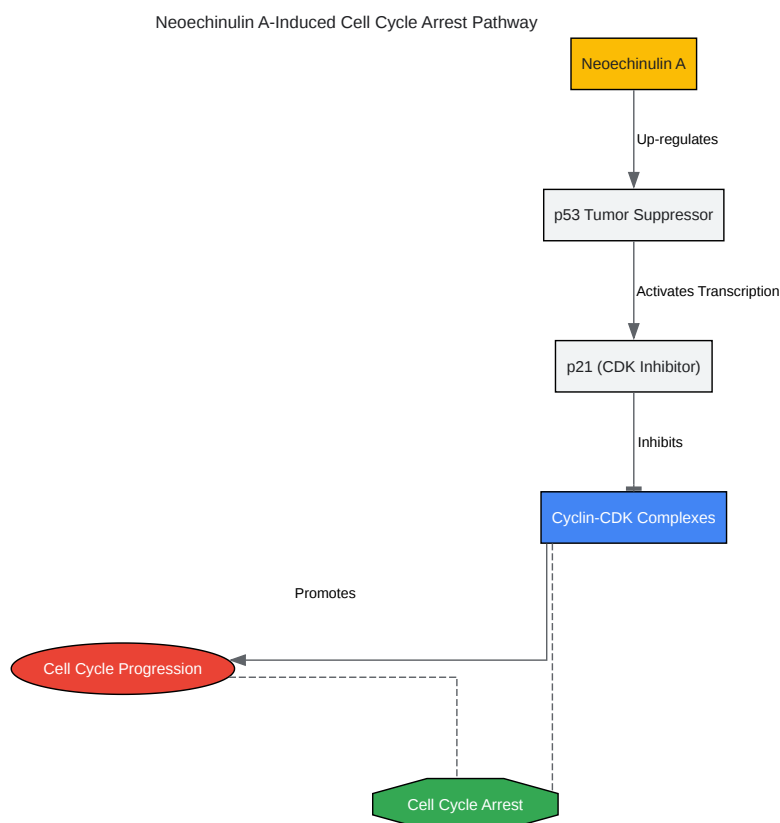 Neoechinulin A-Induced Cell Cycle Arrest Pathway
Neoechinulin A
Up-regulates
p53 Tumor Suppressor
Activates Transcription
p21 (CDK Inhibitor)
Inhibits
Cyclin-CDK Complexes
Promotes
Cell Cycle Progression
Cell Cycle Arrest